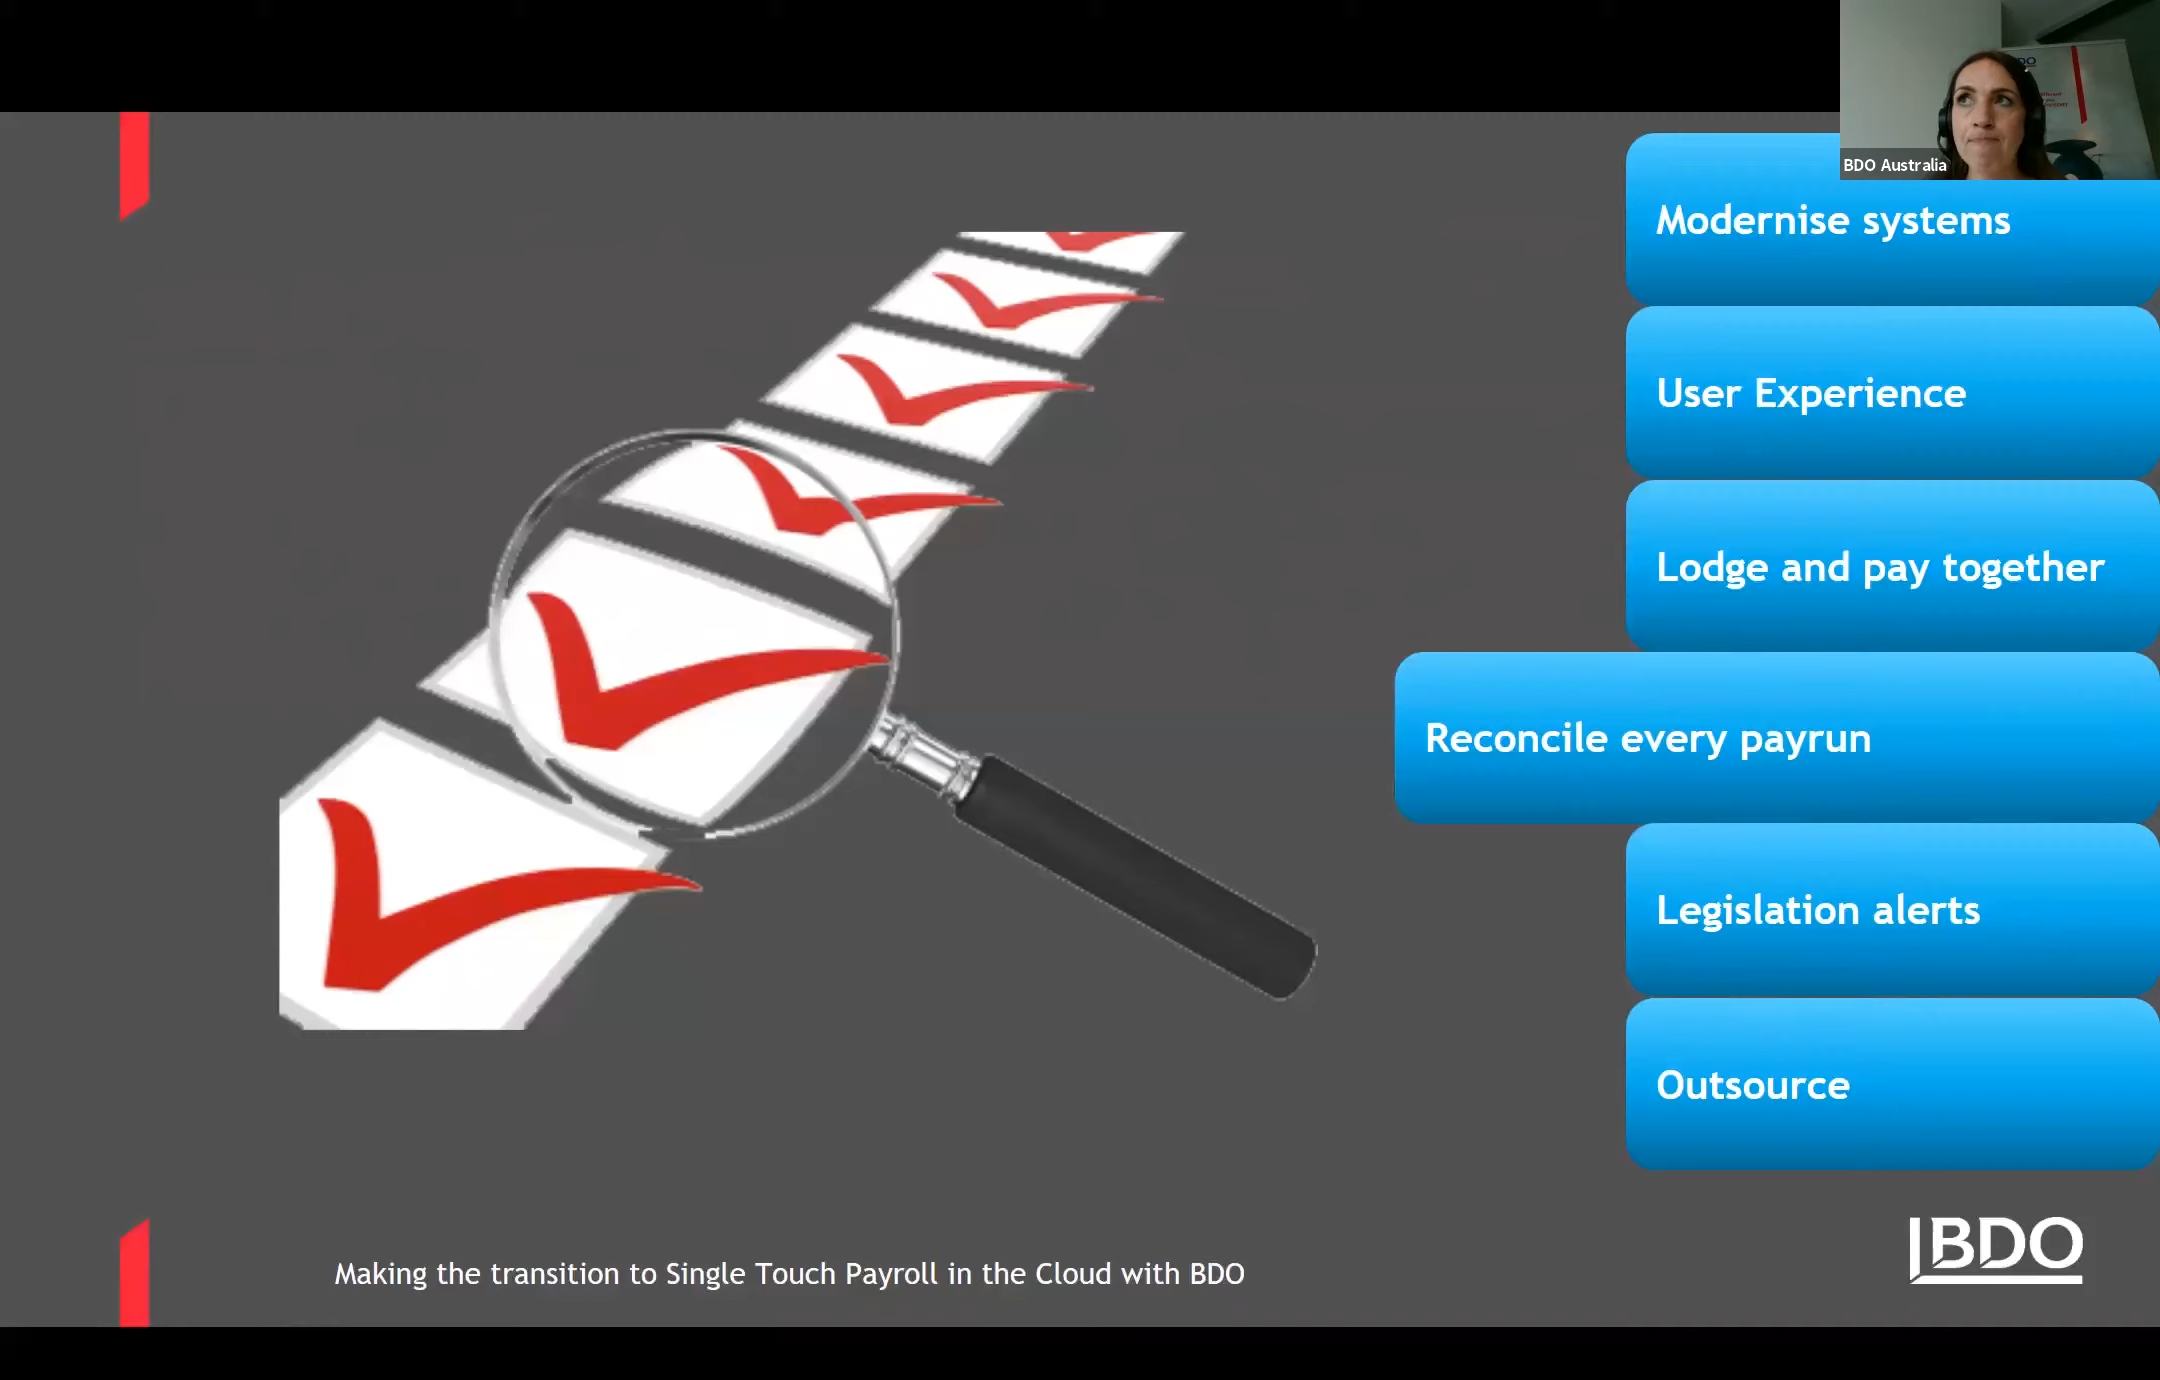 BDO Australia
Modernise systems
User Experience
Lodge and pay together
Reconcile every payrun
Legislation alerts
Outsource
Making the transition to Single Touch Payroll in the Cloud with BDO
BDO